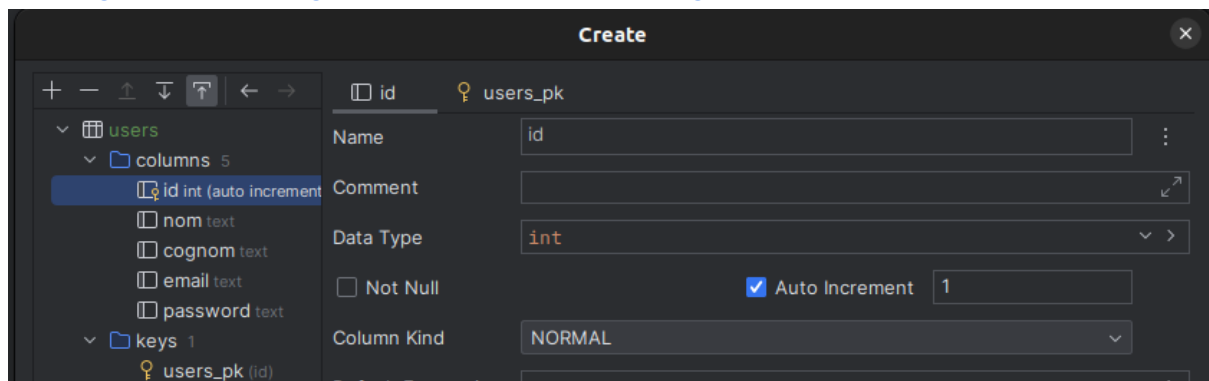 Create
id
users_pk
users
columns 5
id int (auto increment
nom text
cognom text
email text
password text
keys 1
users_pk (id)
Name id
Comment
Data Type int
Not Null
Auto Increment 1
Column Kind NORMAL